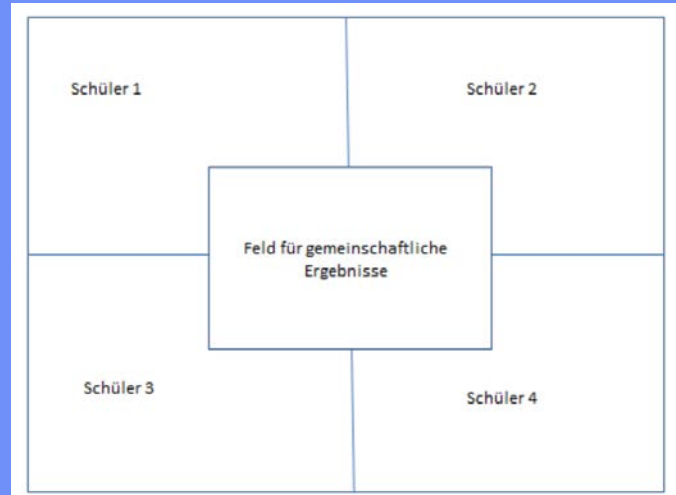 Schüler 1
Schüler 2
Feld für gemeinschaftliche
Ergebnisse
Schüler 3
Schüler 4